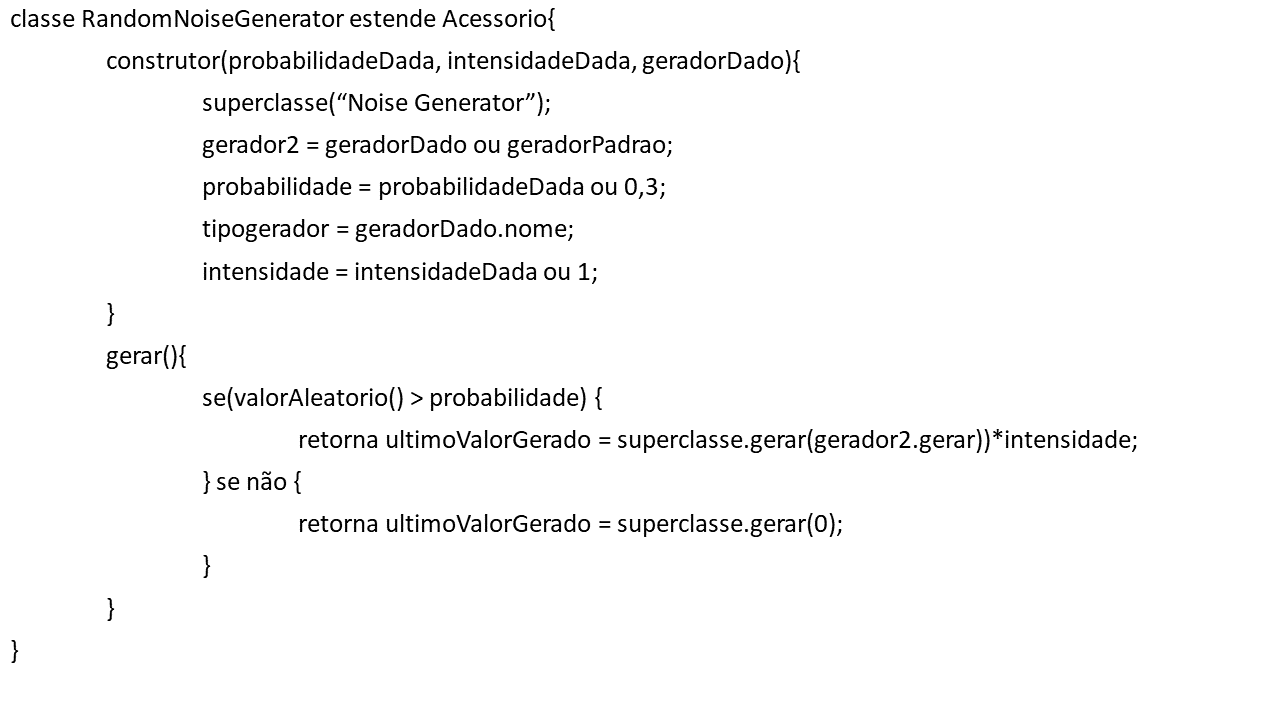 classe RandomNoiseGenerator estende Acessorio{
construtor(probabilidadeDada, intensidadeDada, geradorDado){
superclasse(“Noise Generator”);
gerador2 = geradorDado ou geradorPadrao;
probabilidade = probabilidadeDada ou 0,3;
tipogerador = geradorDado.nome;
intensidade = intensidadeDada ou 1;
}
gerar(){
se(valorAleatorio() > probabilidade) {
retorna ultimoValorGerado = superclasse.gerar(gerador2.gerar))*intensidade;
} se não {
retorna ultimoValorGerado = superclasse.gerar(0);
}
}
}